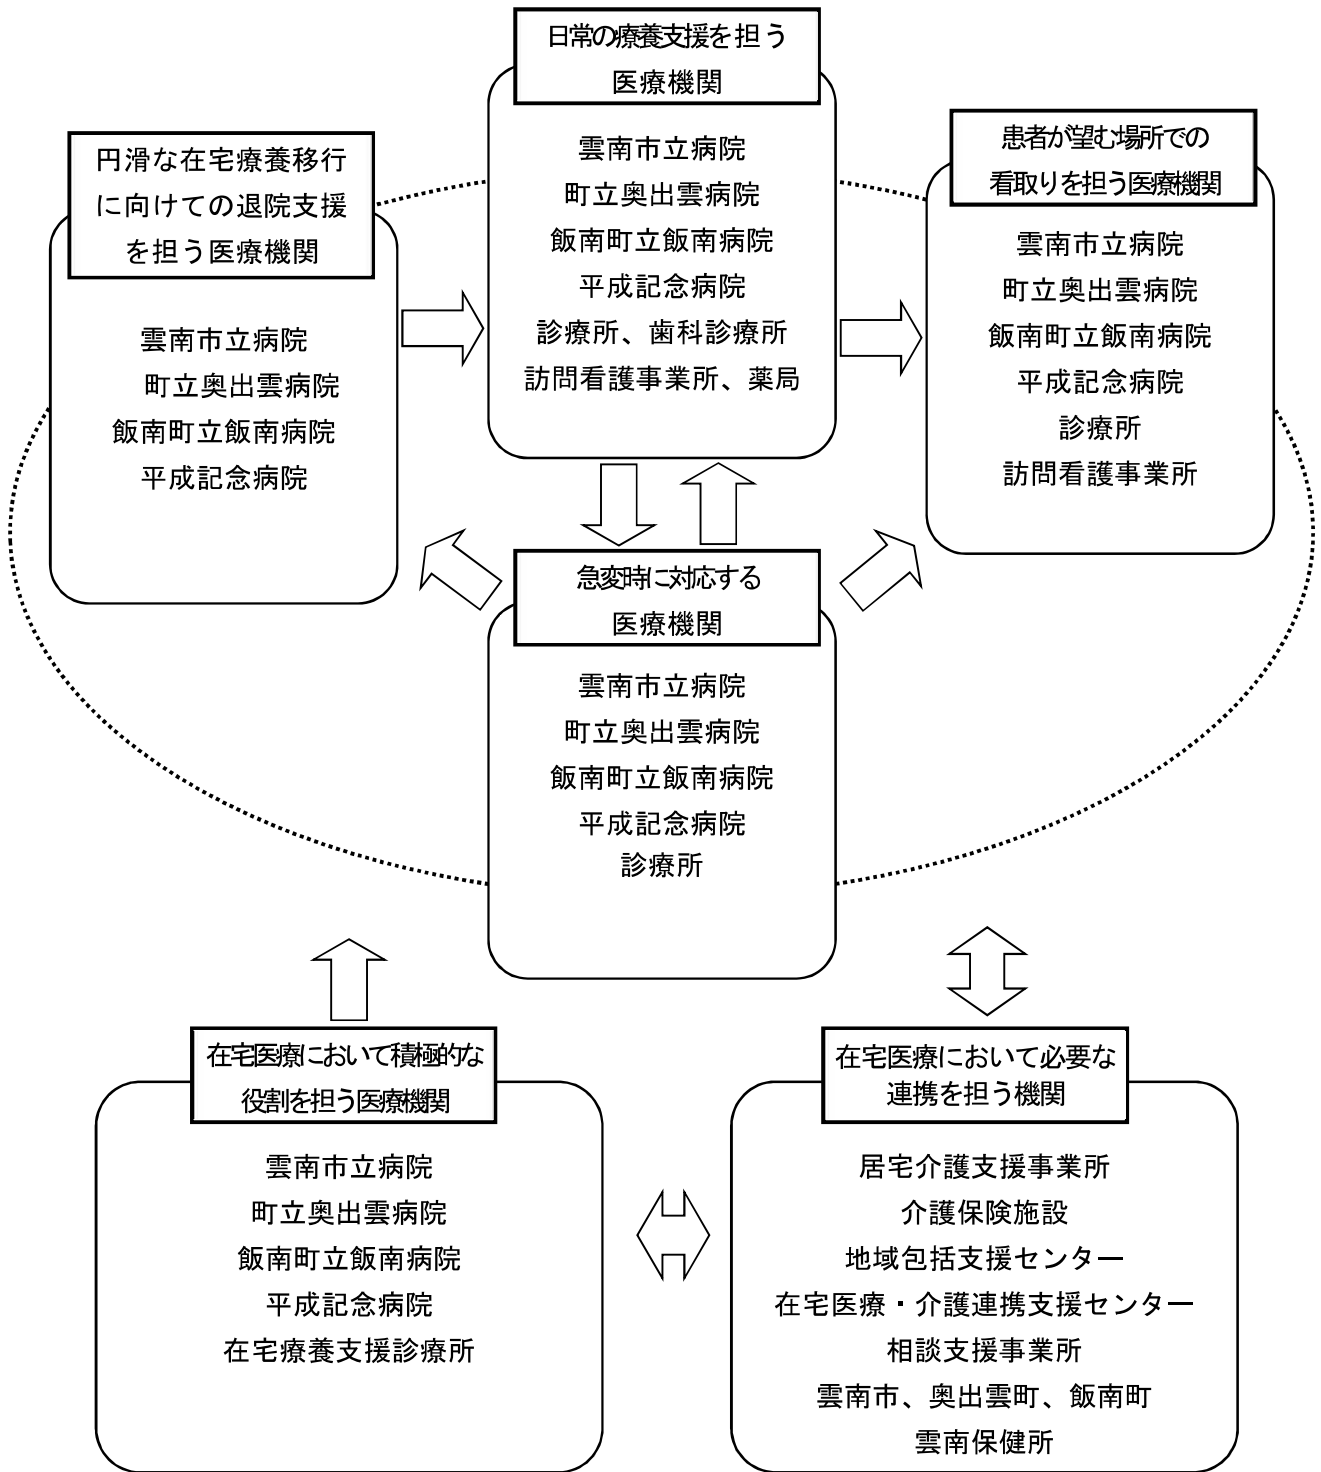 日常の療養支援を担う
医療機関
雲南市立病院
町立奥出雲病院
飯南町立飯南病院
平成記念病院
診療所、歯科診療所
訪問看護事業所、薬局
円滑な在宅療養移行
に向けての退院支援
を担う医療機関
雲南市立病院
町立奥出雲病院
飯南町立飯南病院
平成記念病院
患者が望む場所での
看取りを担う医療機関
雲南市立病院
町立奥出雲病院
飯南町立飯南病院
平成記念病院
診療所
訪問看護事業所
急変時に対応する
医療機関
雲南市立病院
町立奥出雲病院
飯南町立飯南病院
平成記念病院
診療所
在宅医療において積極的な
役割を担う医療機関
雲南市立病院
町立奥出雲病院
飯南町立飯南病院
平成記念病院
在宅療養支援診療所
在宅医療において必要な
連携を担う機関
居宅介護支援事業所
介護保険施設
地域包括支援センター
在宅医療・介護連携支援センター
相談支援事業所
雲南市、奥出雲町、飯南町
雲南保健所